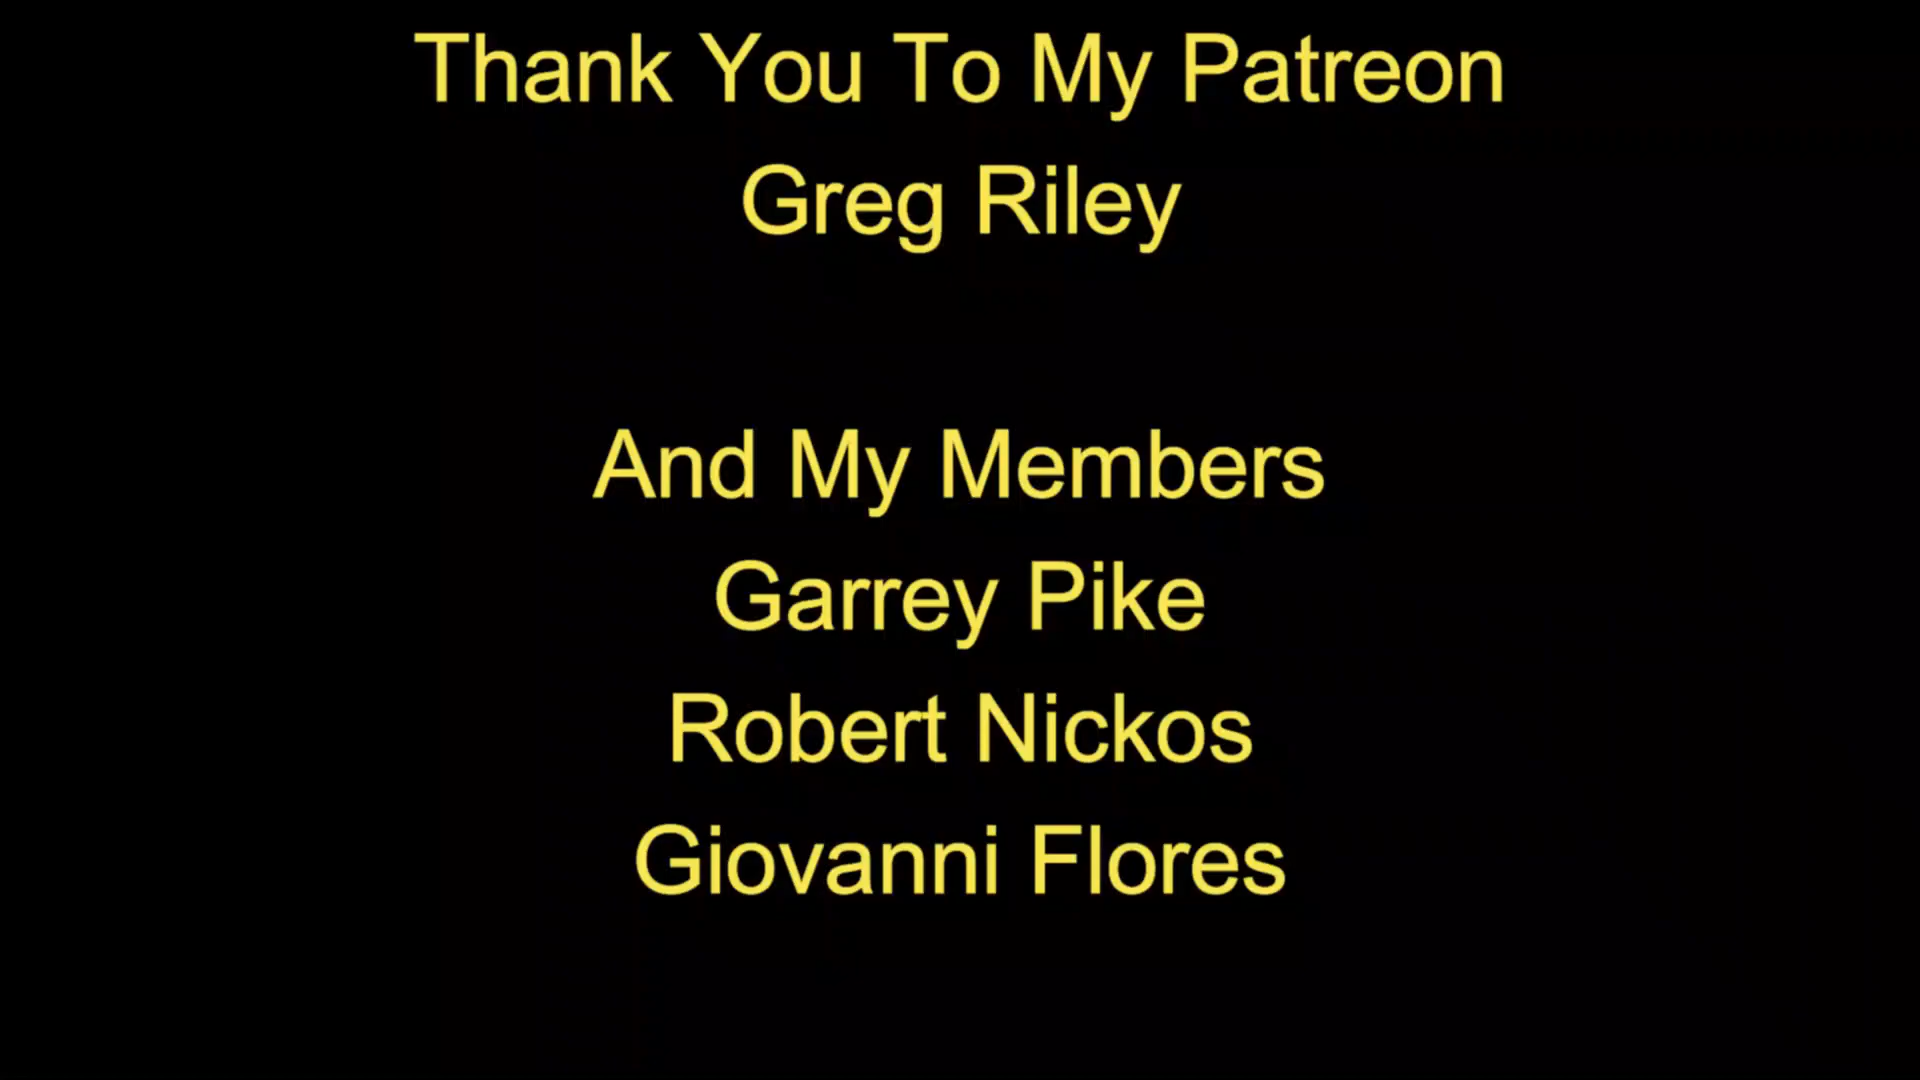 Thank You To My Patreon
Greg Riley
And My Members
Garrey Pike
Robert Nickos
Giovanni Flores